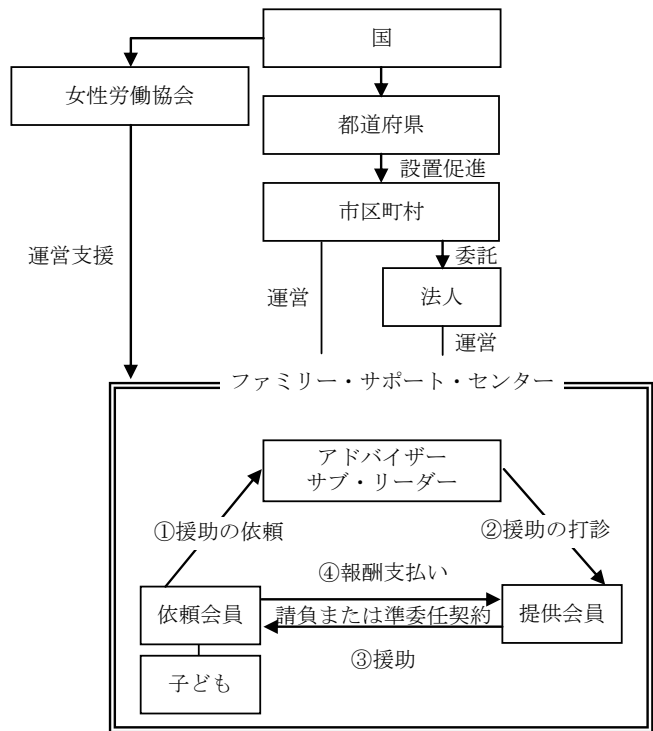 国
女性労働協会
都道府県
設置促進
市区町村
運営支援
委託
運営
法人
運営
ファミリー・サポート・センター
アドバイザー
サブ・リーダー
①援助の依頼
②援助の打診
④報酬支払い
依頼会員
請負または準委任契約
提供会員
③援助
子ども